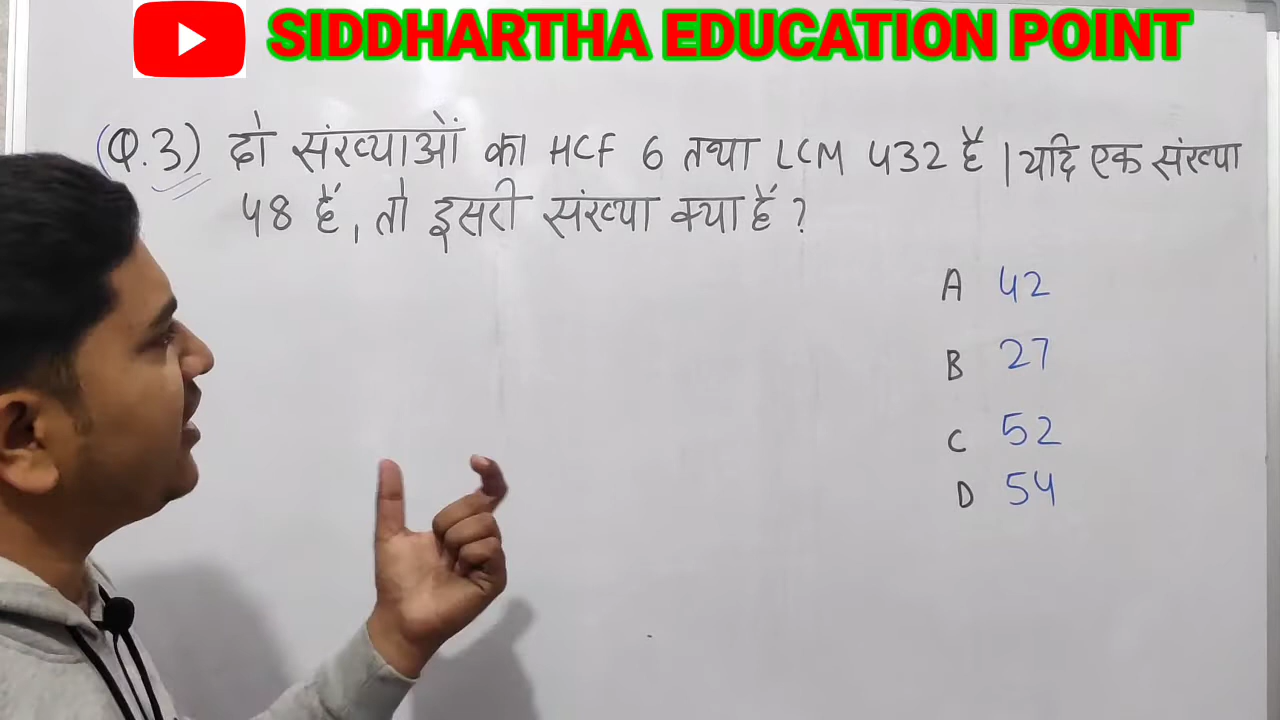 SIDDHARTHA EDUCATION POINT
(Q.3) दो संख्याओं का HCF 6 तथा LCM 432 है | यदि एक संख्या
48 हैं, तो दूसरी संख्या क्या हैं ?
A 42
B 27
C 52
D 54